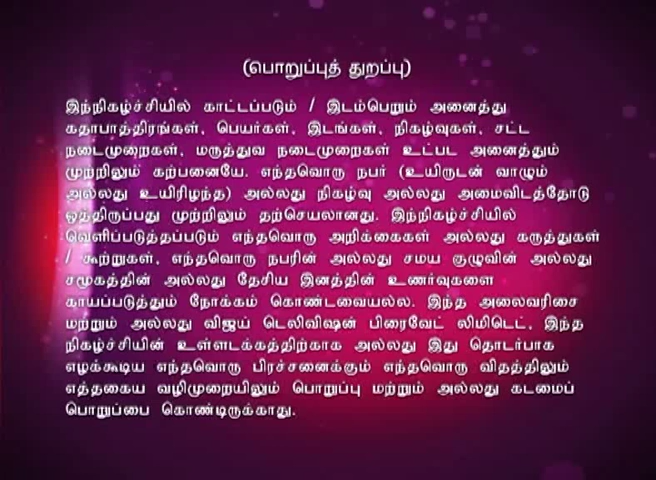 (பொறுப்புத் துறப்பு)
இந்நிகழ்ச்சியில் காட்டப்படும் / இடம்பெறும் அனைத்து
கதாபாத்திரங்கள், பெயர்கள், இடங்கள், நிகழ்வுகள், சட்ட
நடைமுறைகள், மருத்துவ நடைமுறைகள் உட்பட அனைத்தும்
முற்றிலும் கற்பனையே. எந்தவொரு நபர் (உயிருடன் வாழும்
அல்லது உயிரிழந்த) அல்லது நிகழ்வு அல்லது அமைவிடத்தோடு
ஒத்திருப்பது முற்றிலும் தற்செயலானது. இந்நிகழ்ச்சியில்
வெளிப்படுத்தப்படும் எந்தவொரு அறிக்கைகள் அல்லது கருத்துகள்
/ கூற்றுகள், எந்தவொரு நபரின் அல்லது சமய குழுவின் அல்லது
சமூகத்தின் அல்லது தேசிய இனத்தின் உணர்வுகளை
காயப்படுத்தும் நோக்கம் கொண்டவையல்ல. இந்த அலைவரிசை
மற்றும் அல்லது விஜய் டெலிவிஷன் பிரைவேட் லிமிடெட், இந்த
நிகழ்ச்சியின் உள்ளடக்கத்திற்காக அல்லது இது தொடர்பாக
எழக்கூடிய எந்தவொரு பிரச்சனைக்கும் எந்தவொரு விதத்திலும்
எத்தகைய வழிமுறையிலும் பொறுப்பு மற்றும் அல்லது கடமைப்
பொறுப்பை கொண்டிருக்காது.